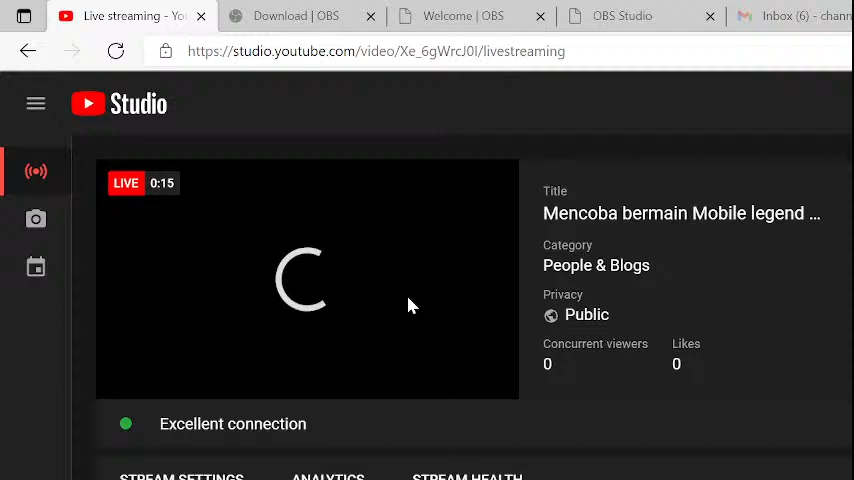 Live streaming - Yo
Download | OBS
Welcome | OBS
OBS Studio
Inbox (6) - chann
https://studio.youtube.com/video/Xe_6gWrcJ0I/livestreaming
Studio
LIVE 0:15
Title
Mencoba bermain Mobile legend ...
Category
People & Blogs
Privacy
Public
Concurrent viewers
Likes
0
0
Excellent connection
STREAM SETTINGS
ANALYTICS
STREAM HEALTH